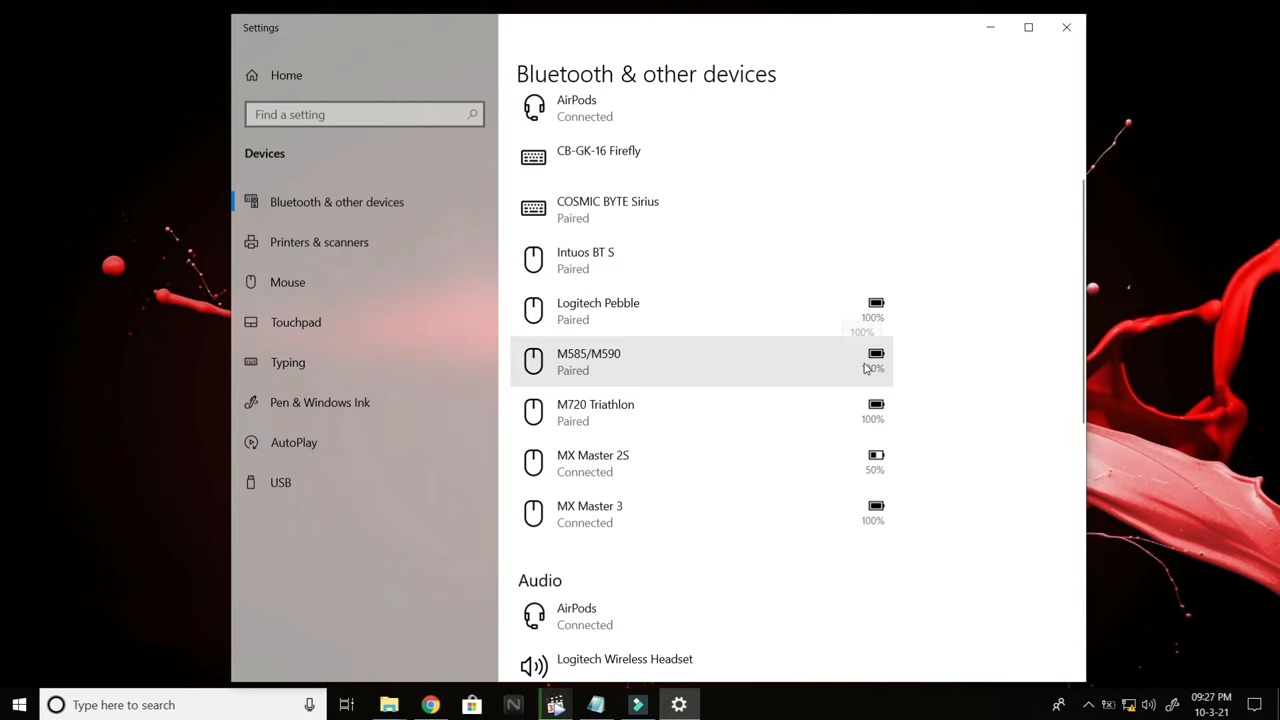 Settings
Home
Find a setting
Devices
Bluetooth & other devices
Printers & scanners
Mouse
Touchpad
Typing
Pen & Windows Ink
AutoPlay
USB
Bluetooth & other devices
AirPods
Connected
CB-GK-16 Firefly
COSMIC BYTE Sirius
Paired
Intuos BT S
Paired
Logitech Pebble
Paired
100%
100%
M585/M590
Paired
M720 Triathlon
Paired
100%
MX Master 2S
Connected
50%
MX Master 3
Connected
100%
Audio
AirPods
Connected
Logitech Wireless Headset
Type here to search
09:27 PM
10-3-21